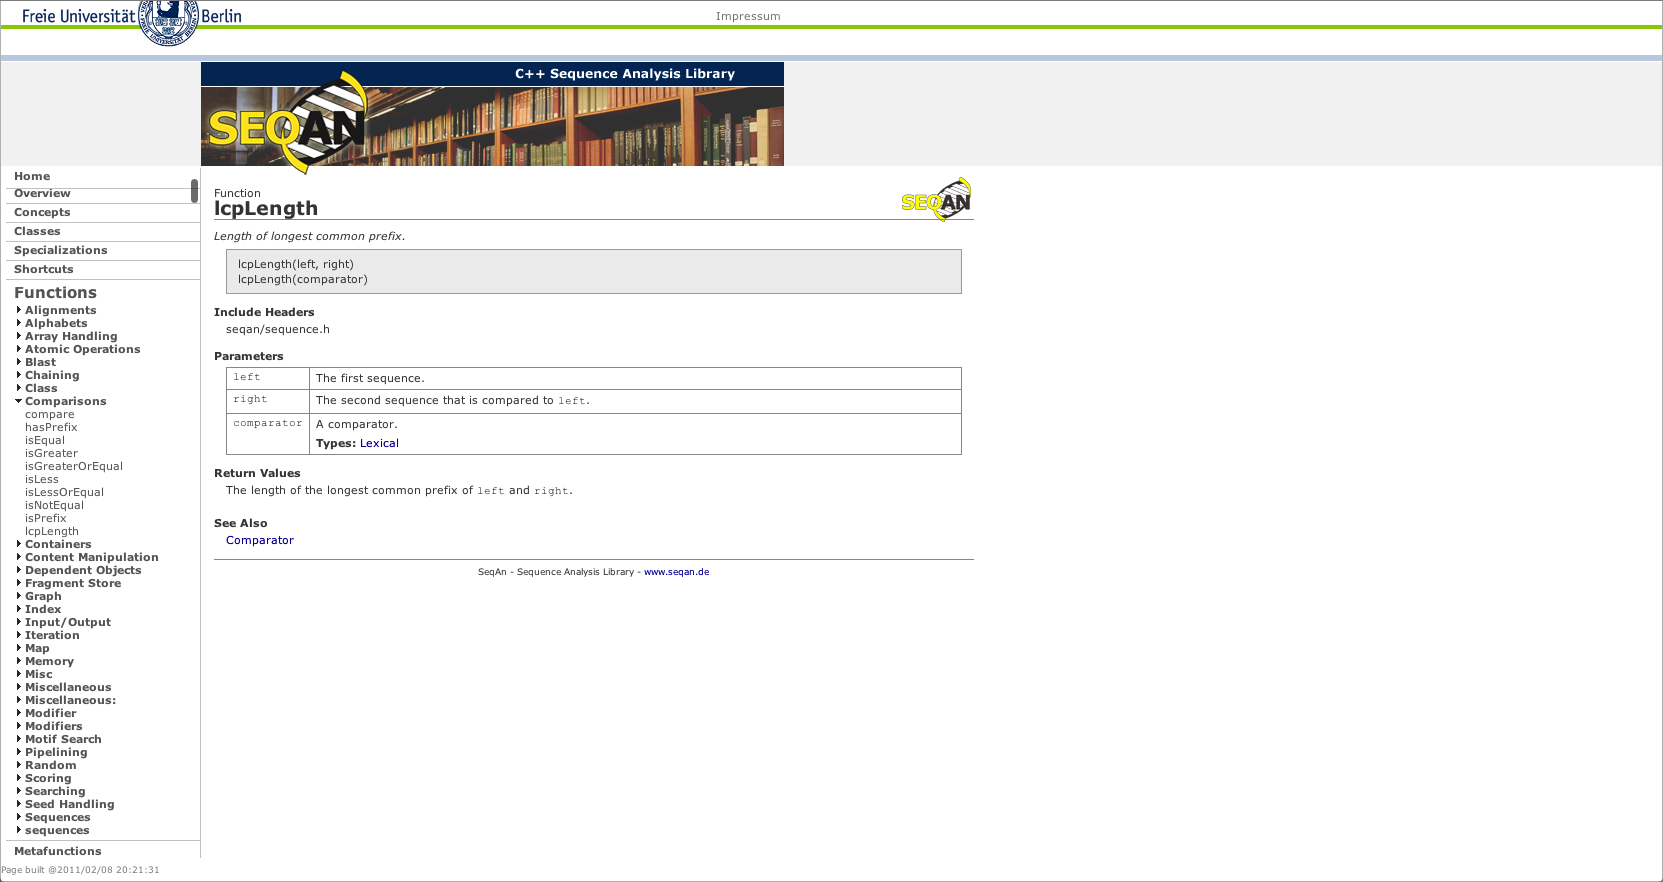 Freie Universität Berlin
Impressum
C++ Sequence Analysis Library
SEQAN
Home
Overview
Concepts
Classes
Specializations
Shortcuts
Functions
Alignments
Alphabets
Array Handling
Atomic Operations
Blast
Chaining
Class
Comparisons
compare
hasPrefix
isEqual
isGreater
isGreaterOrEqual
isLess
isLessOrEqual
isNotEqual
isPrefix
lcpLength
Containers
Content Manipulation
Dependent Objects
Fragment Store
Graph
Index
Input/Output
Iteration
Map
Memory
Misc
Miscellaneous
Miscellaneous:
Modifier
Modifiers
Motif Search
Pipelining
Random
Scoring
Searching
Seed Handling
Sequences
sequences
Metafunctions
Function
lcpLength
SEQAN
Length of longest common prefix.
lcpLength(left, right)
lcpLength(comparator)
Include Headers
seqan/sequence.h
Parameters
left The first sequence.
right The second sequence that is compared to left.
comparator A comparator.
Types: Lexical
Return Values
The length of the longest common prefix of left and right.
See Also
Comparator
SeqAn - Sequence Analysis Library - www.seqan.de
Page built @2011/02/08 20:21:31